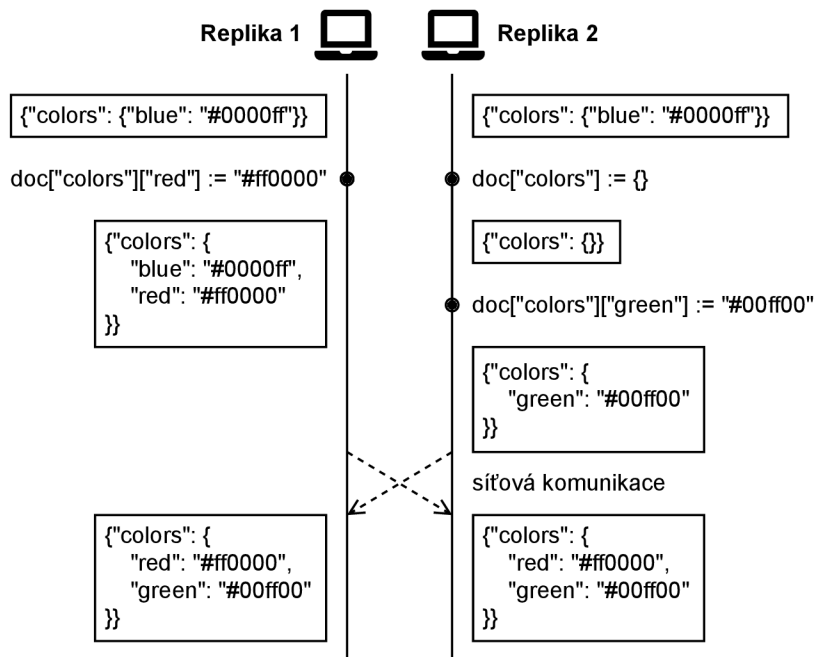 Replika 1
Replika 2
{"colors": {"blue": "#0000ff"}}
{"colors": {"blue": "#0000ff"}}
doc["colors"]["red"] := "#ff0000"
doc["colors"] := {}
{"colors": {
"blue": "#0000ff",
"red": "#ff0000"
}}
{"colors": {}}
doc["colors"]["green"] := "#00ff00"
{"colors": {
"green": "#00ff00"
}}
síťová komunikace
{"colors": {
"red": "#ff0000",
"green": "#00ff00"
}}
{"colors": {
"red": "#ff0000",
"green": "#00ff00"
}}